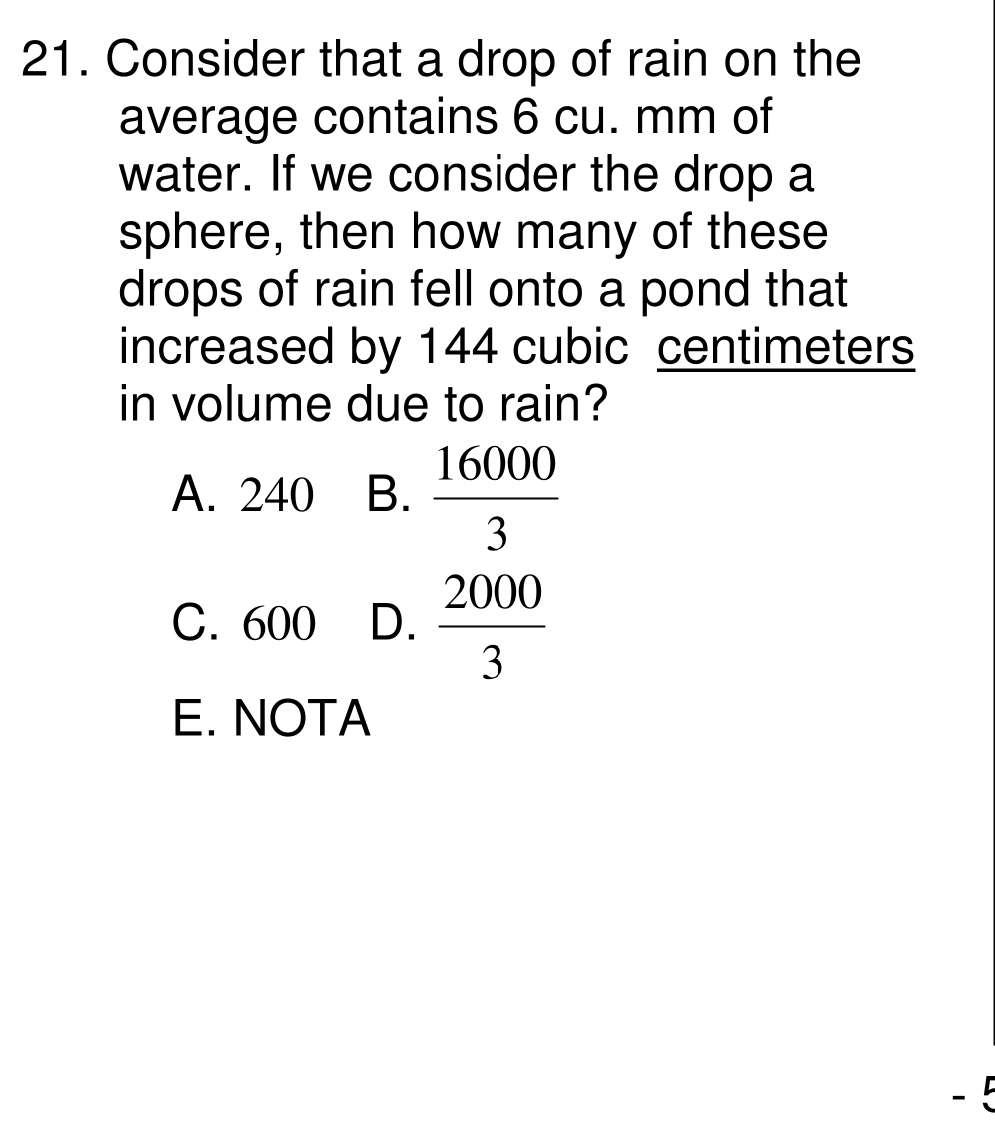 21. Consider that a drop of rain on the
average contains 6 cu. mm of
water. If we consider the drop a
sphere, then how many of these
drops of rain fell onto a pond that
increased by 144 cubic centimeters
in volume due to rain?
A. 240 B. 16000/3
C. 600 D. 2000/3
E. NOTA
- 5